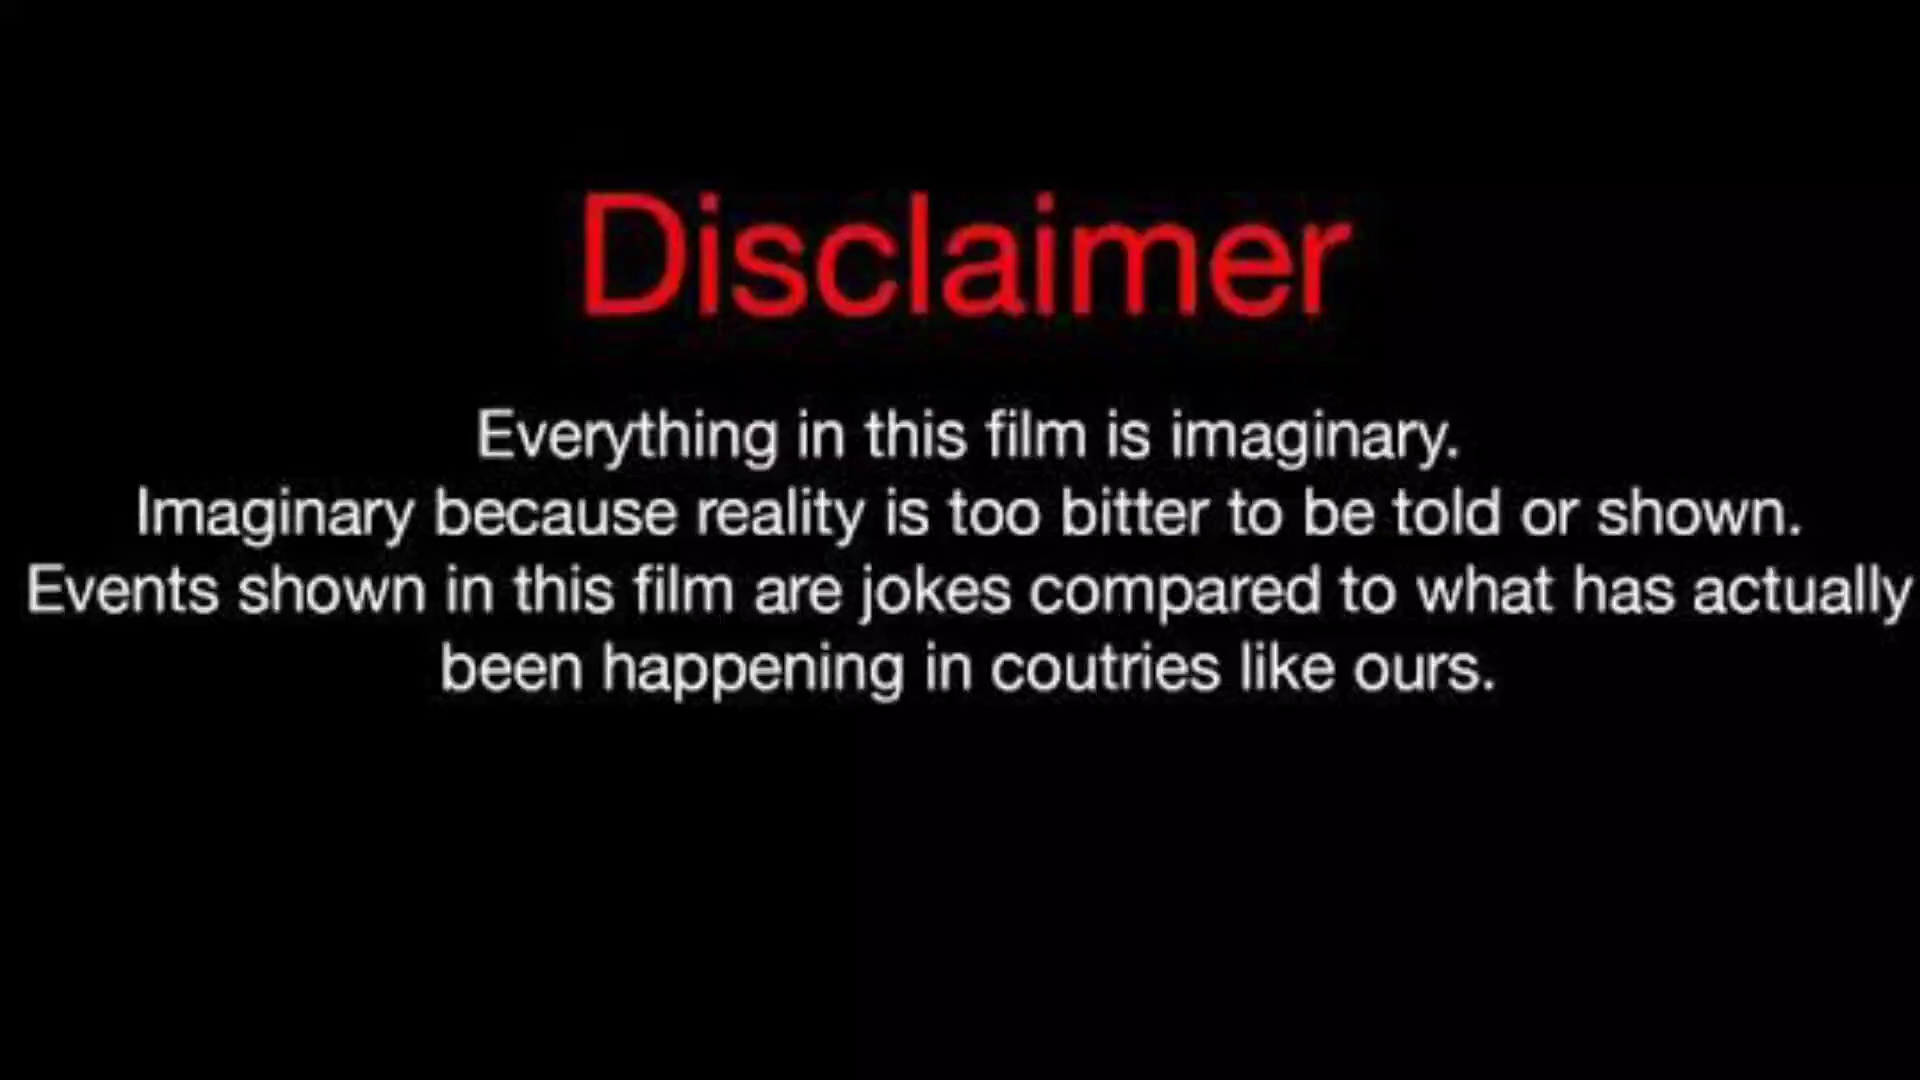 Disclaimer
Everything in this film is imaginary.
Imaginary because reality is too bitter to be told or shown.
Events shown in this film are jokes compared to what has actually
been happening in coutries like ours.